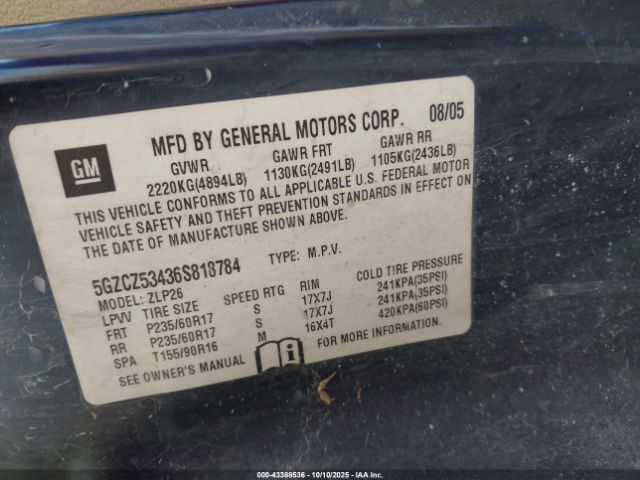 GM
MFD BY GENERAL MOTORS CORP. 08/05
GVWR GAWR FRT GAWR RR
2220KG(4894LB) 1130KG(2491LB) 1105KG(2436LB)
THIS VEHICLE CONFORMS TO ALL APPLICABLE U.S. FEDERAL MOTOR
VEHICLE SAFETY AND THEFT PREVENTION STANDARDS IN EFFECT ON
THE DATE OF MANUFACTURE SHOWN ABOVE.
5GZCZ53436S818784 TYPE: M.P.V.
MODEL: ZLP26
LPVV TIRE SIZE SPEED RTG RIM COLD TIRE PRESSURE
FRT P235/60R17 S 17X7J 241KPA(35PSI)
RR P235/60R17 S 17X7J 241KPA(35PSI)
SPA T155/90R16 M 16X4T 420KPA(60PSI)
SEE OWNER'S MANUAL FOR MORE INFORMATION.
000-43388536 - 10/10/2025 - IAA Inc.